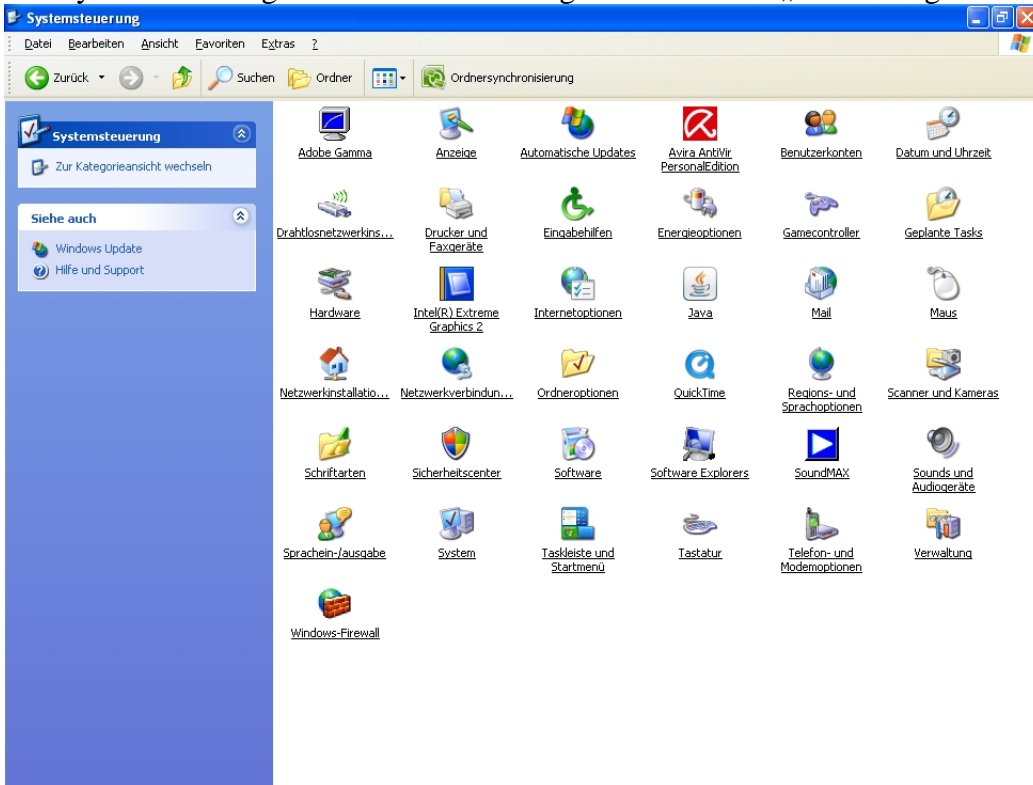 Systemsteuerung
Datei Bearbeiten Ansicht Favoriten Extras ?
Zurück Suchen Ordner Ordnersynchronisierung
Systemsteuerung
Zur Kategorieansicht wechseln
Siehe auch
Windows Update
Hilfe und Support
Adobe Gamma Anzeige Automatische Updates Avira AntiVir PersonalEdition Benutzerkonten Datum und Uhrzeit
Drahtlosnetzwerkins... Drucker und Faxgeräte Eingabehilfen Energieoptionen Gamecontroller Geplante Tasks
Hardware Intel(R) Extreme Graphics 2 Internetoptionen Java Mail Maus
Netzwerkinstallatio... Netzwerkverbindun... Ordneroptionen QuickTime Regions- und Sprachoptionen Scanner und Kameras
Schriftarten Sicherheitscenter Software Software Explorers SoundMAX Sounds und Audiogeräte
Sprachein-/ausgabe System Taskleiste und Startmenü Tastatur Telefon- und Modemoptionen Verwaltung
Windows-Firewall